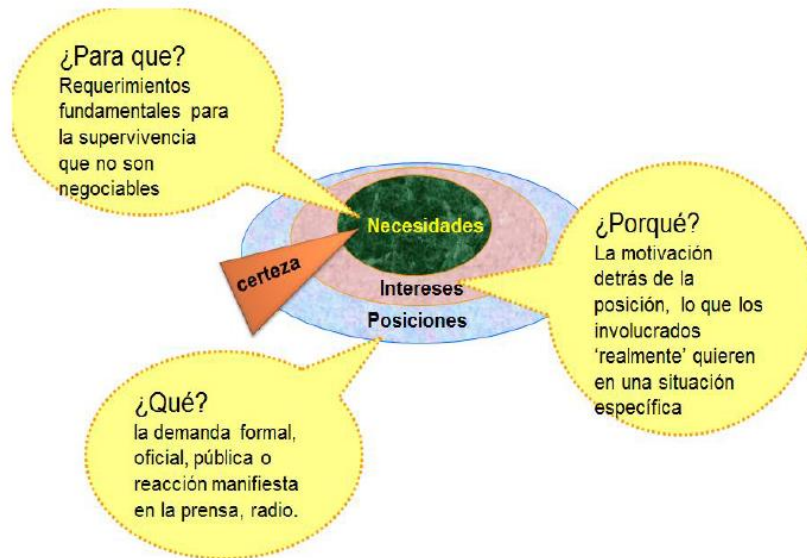 ¿Para que?
Requerimientos
fundamentales para
la supervivencia
que no son
negociables
Necesidades
certeza
Intereses
Posiciones
¿Porqué?
La motivación
detrás de la
posición, lo que los
involucrados
‘realmente’ quieren
en una situación
específica
¿Qué?
la demanda formal,
oficial, pública o
reacción manifiesta
en la prensa, radio.